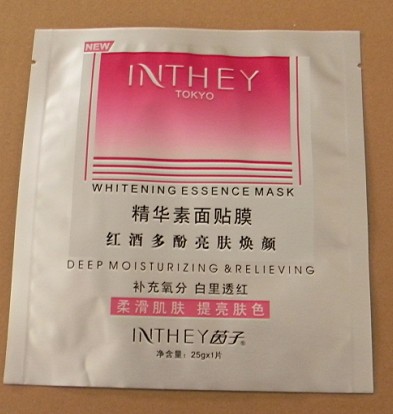 NEW
INTHEY
TOKYO
WHITENING ESSENCE MASK
精华素面贴膜
红酒多酚亮肤焕颜
DEEP MOISTURIZING & RELIEVING
补充氧分 白里透红
柔滑肌肤 提亮肤色
INTHEY茵子®
净含量：25gx1片